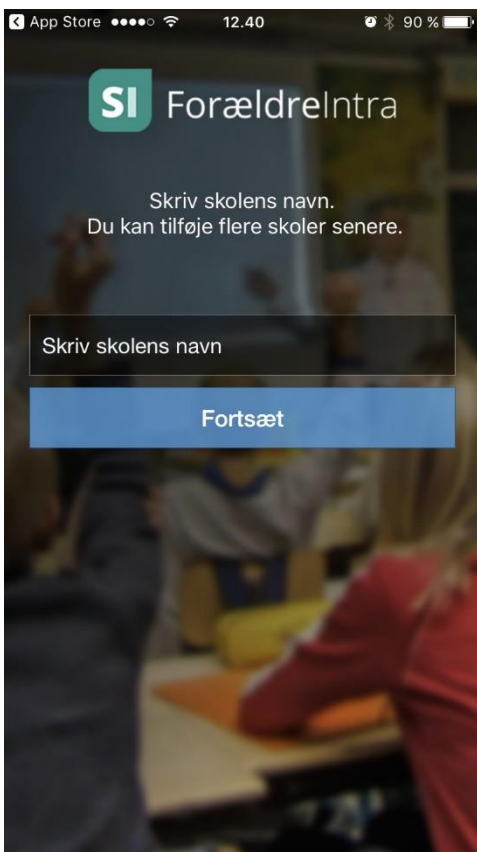 App Store 12.40 90 %
SI ForældreIntra
Skriv skolens navn.
Du kan tilføje flere skoler senere.
Skriv skolens navn
Fortsæt